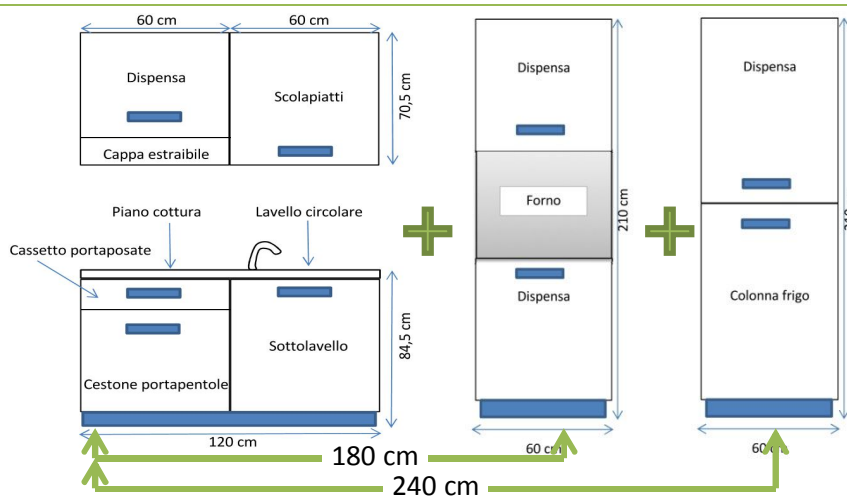 60 cm
60 cm
Dispensa
Scolapiatti
Cappa estraibile
70,5 cm
Piano cottura
Lavello circolare
Cassetto portaposate
Sottolavello
Cestone portapentole
84,5 cm
120 cm
Dispensa
Forno
Dispensa
210 cm
60 cm
Dispensa
Colonna frigo
60 cm
180 cm
240 cm